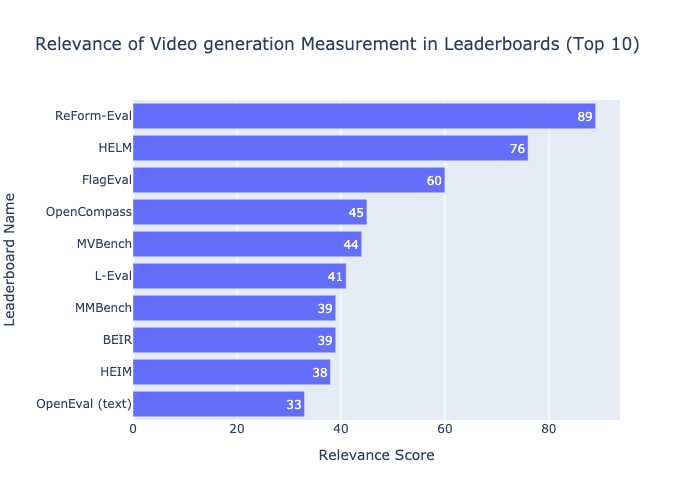 Relevance of Video generation Measurement in Leaderboards (Top 10)
Leaderboard Name
ReForm-Eval 89
HELM 76
FlagEval 60
OpenCompass 45
MVBench 44
L-Eval 41
MMBench 39
BEIR 39
HEIM 38
OpenEval (text) 33
0 20 40 60 80
Relevance Score